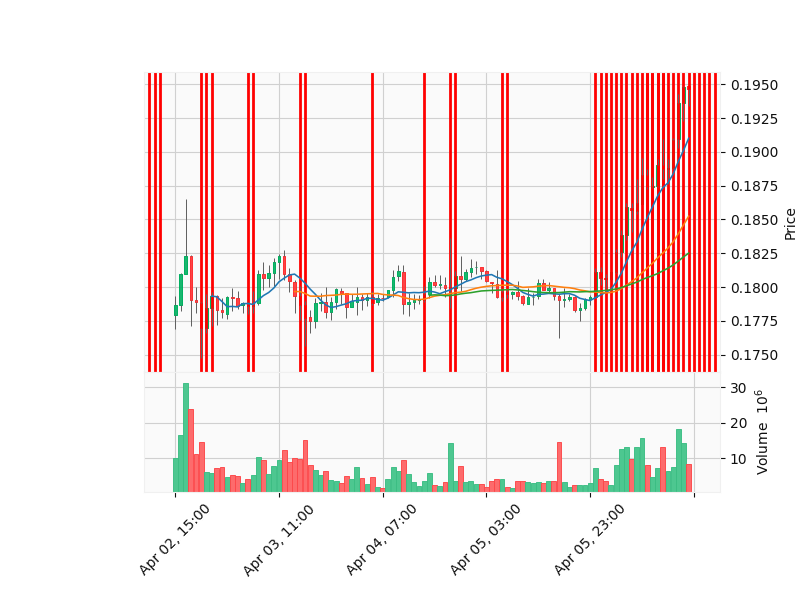 0.1950
0.1925
0.1900
0.1875
0.1850
0.1825
0.1800
0.1775
0.1750
Price
30
20
10
Volume 10^6
Apr 02, 15:00
Apr 03, 11:00
Apr 04, 07:00
Apr 05, 03:00
Apr 05, 23:00